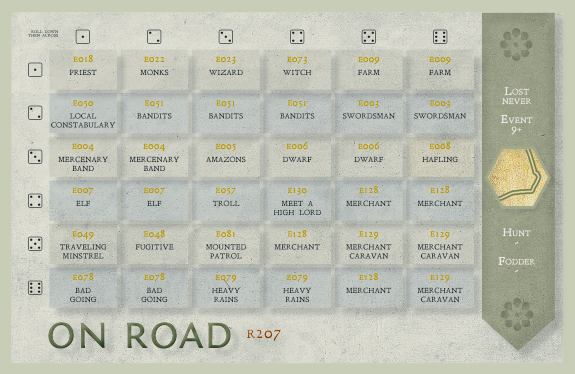 ROLL DOWN
THEN ACROSS
E018 E022 E023 E073 E009 E009
PRIEST MONKS WIZARD WITCH FARM FARM
E050 E051 E051 E051 E003 E003
LOCAL CONSTABULARY BANDITS BANDITS BANDITS SWORDSMAN SWORDSMAN
E004 E004 E005 E006 E006 E008
MERCENARY BAND MERCENARY BAND AMAZONS DWARF DWARF HAFLING
E007 E007 E057 E130 E128 E128
ELF ELF TROLL MEET A HIGH LORD MERCHANT MERCHANT
E049 E048 E081 E128 E129 E129
TRAVELING MINSTREL FUGITIVE MOUNTED PATROL MERCHANT MERCHANT CARAVAN MERCHANT CARAVAN
E078 E078 E079 E079 E128 E129
BAD GOING BAD GOING HEAVY RAINS HEAVY RAINS MERCHANT MERCHANT CARAVAN
ON ROAD R207
LOST
NEVER
EVENT
9+
HUNT
-
FODDER
-